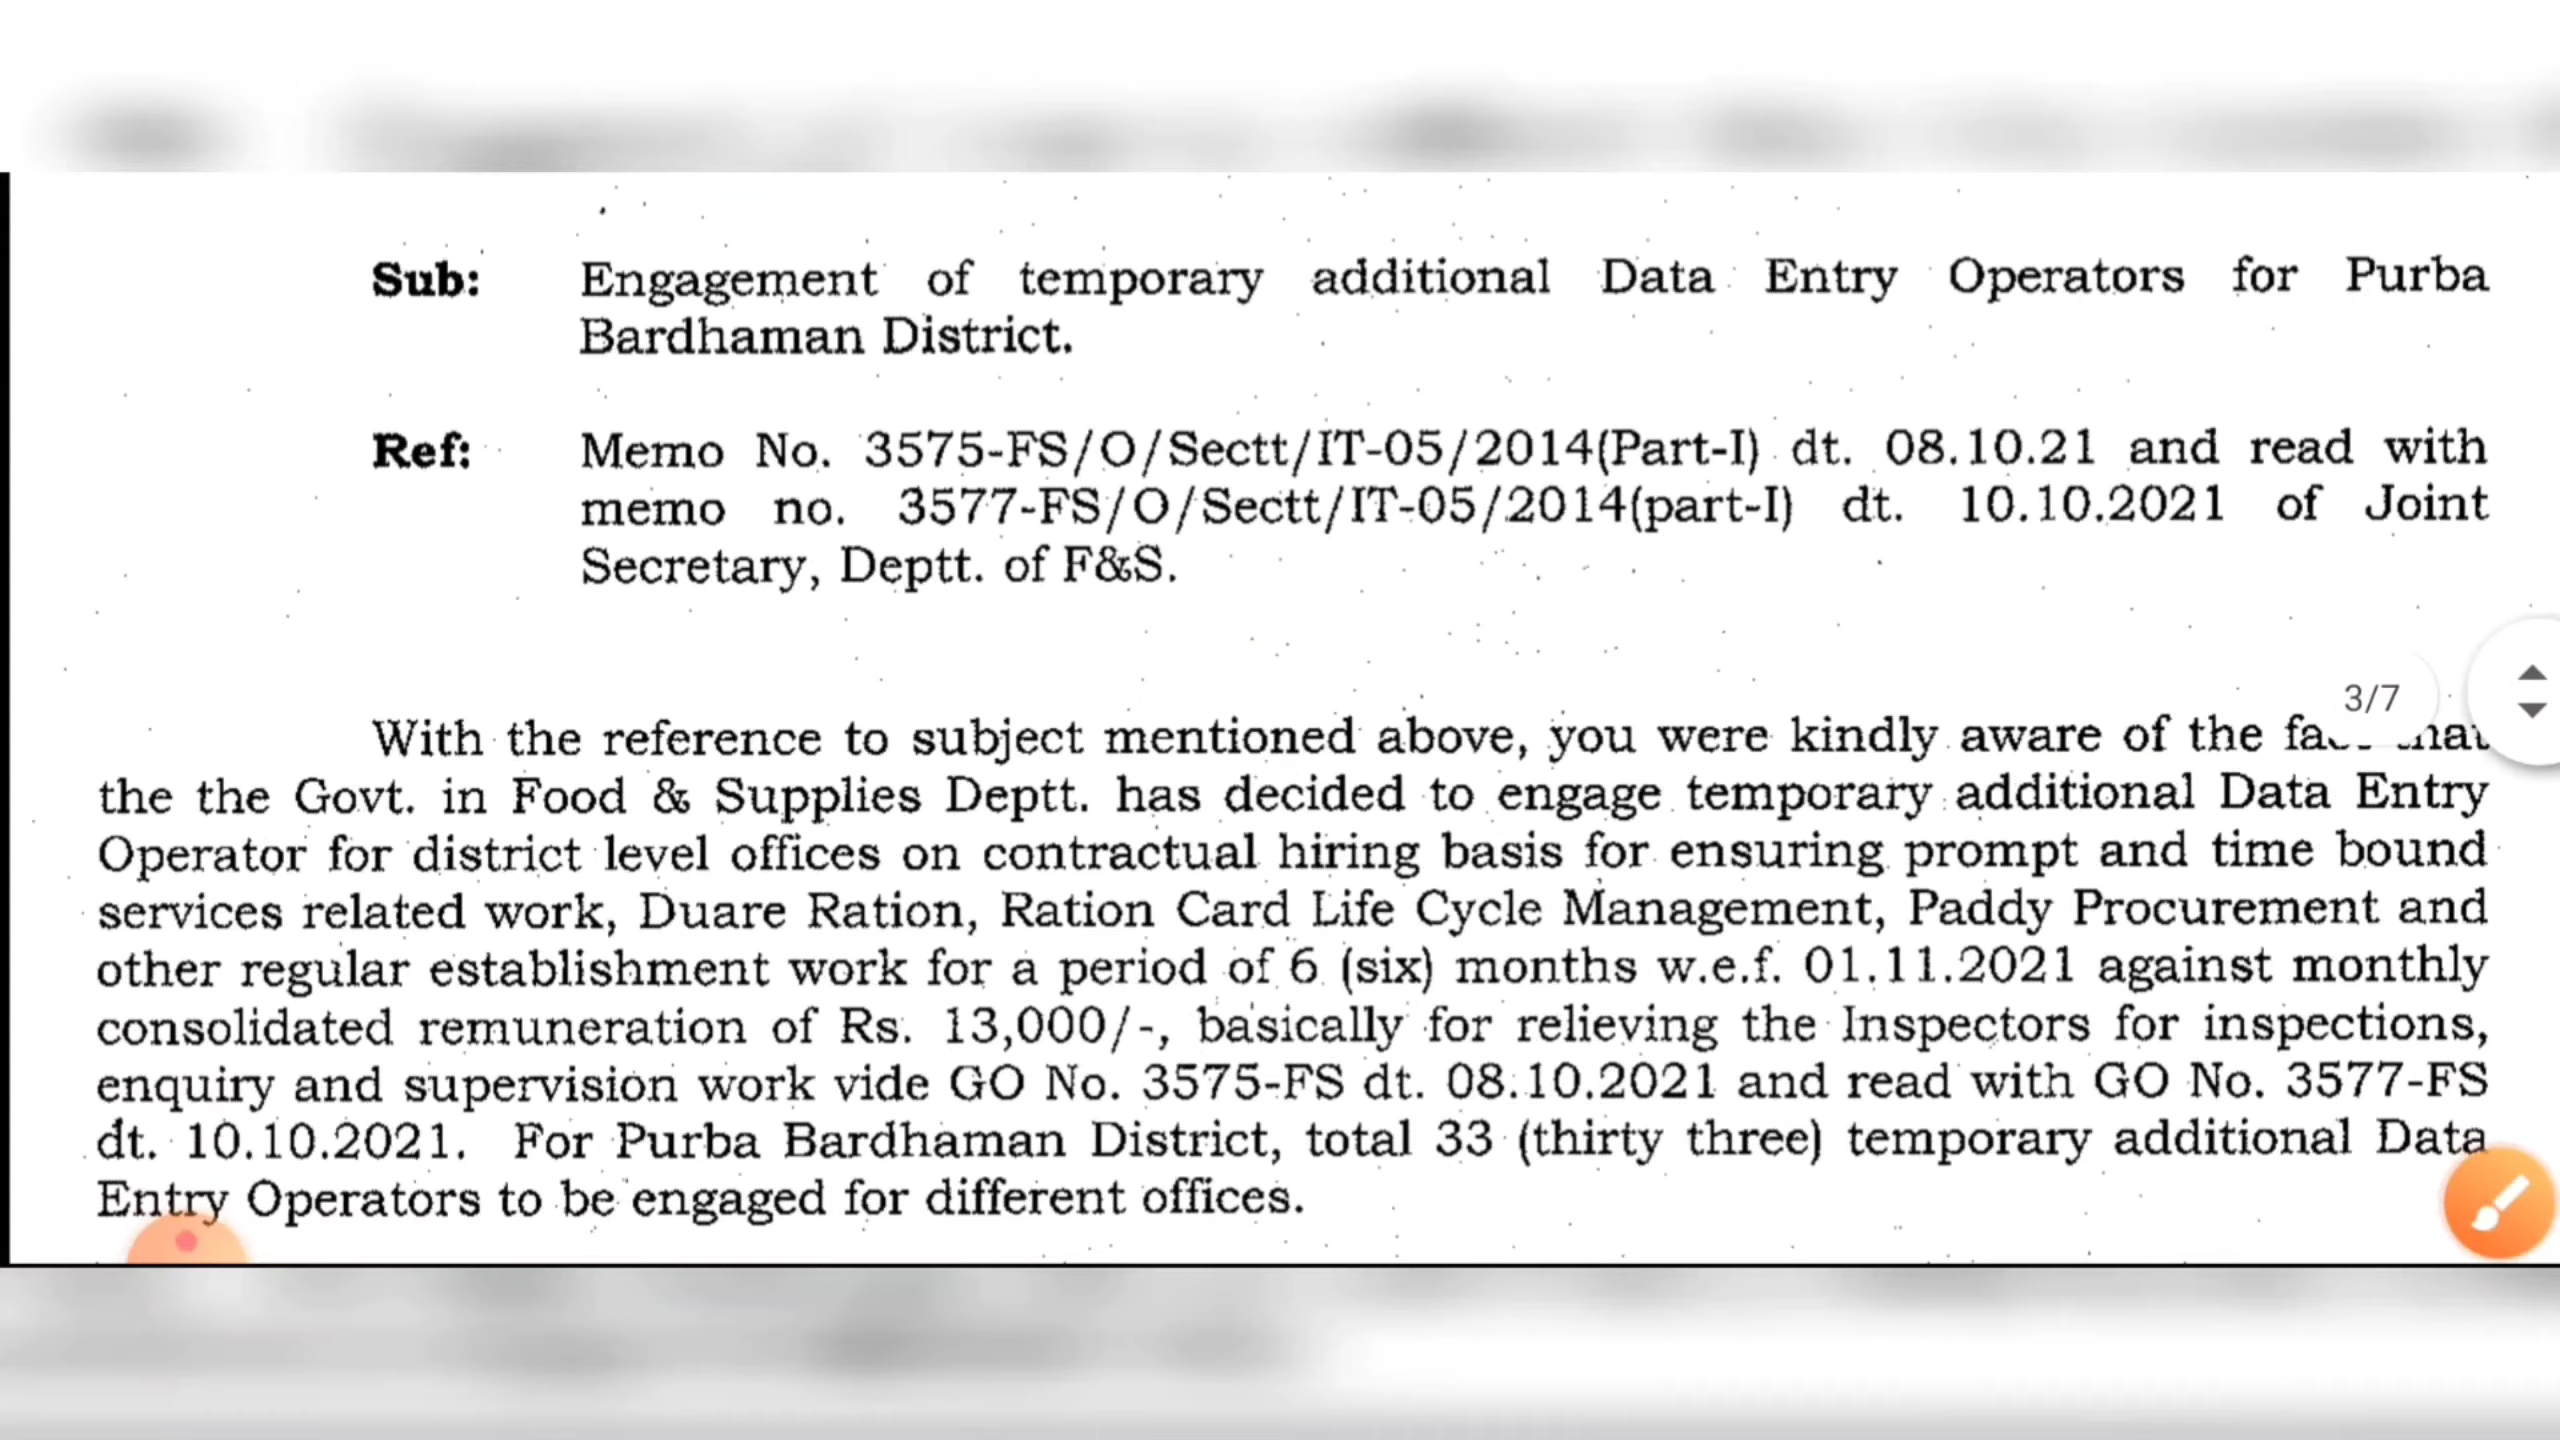 Sub: Engagement of temporary additional Data Entry Operators for Purba
Bardhaman District.
Ref: Memo No. 3575-FS/O/Sectt/IT-05/2014(Part-I) dt. 08.10.21 and read with
memo no. 3577-FS/O/Sectt/IT-05/2014(part-I) dt. 10.10.2021 of Joint
Secretary, Deptt. of F&S.
3/7
With the reference to subject mentioned above, you were kindly aware of the
the the Govt. in Food & Supplies Deptt. has decided to engage temporary additional Data Entry
Operator for district level offices on contractual hiring basis for ensuring prompt and time bound
services related work, Duare Ration, Ration Card Life Cycle Management, Paddy Procurement and
other regular establishment work for a period of 6 (six) months w.e.f. 01.11.2021 against monthly
consolidated remuneration of Rs. 13,000/-, basically for relieving the Inspectors for inspections,
enquiry and supervision work vide GO No. 3575-FS dt. 08.10.2021 and read with GO No. 3577-FS
dt. 10.10.2021. For Purba Bardhaman District, total 33 (thirty three) temporary additional Data
Entry Operators to be engaged for different offices.